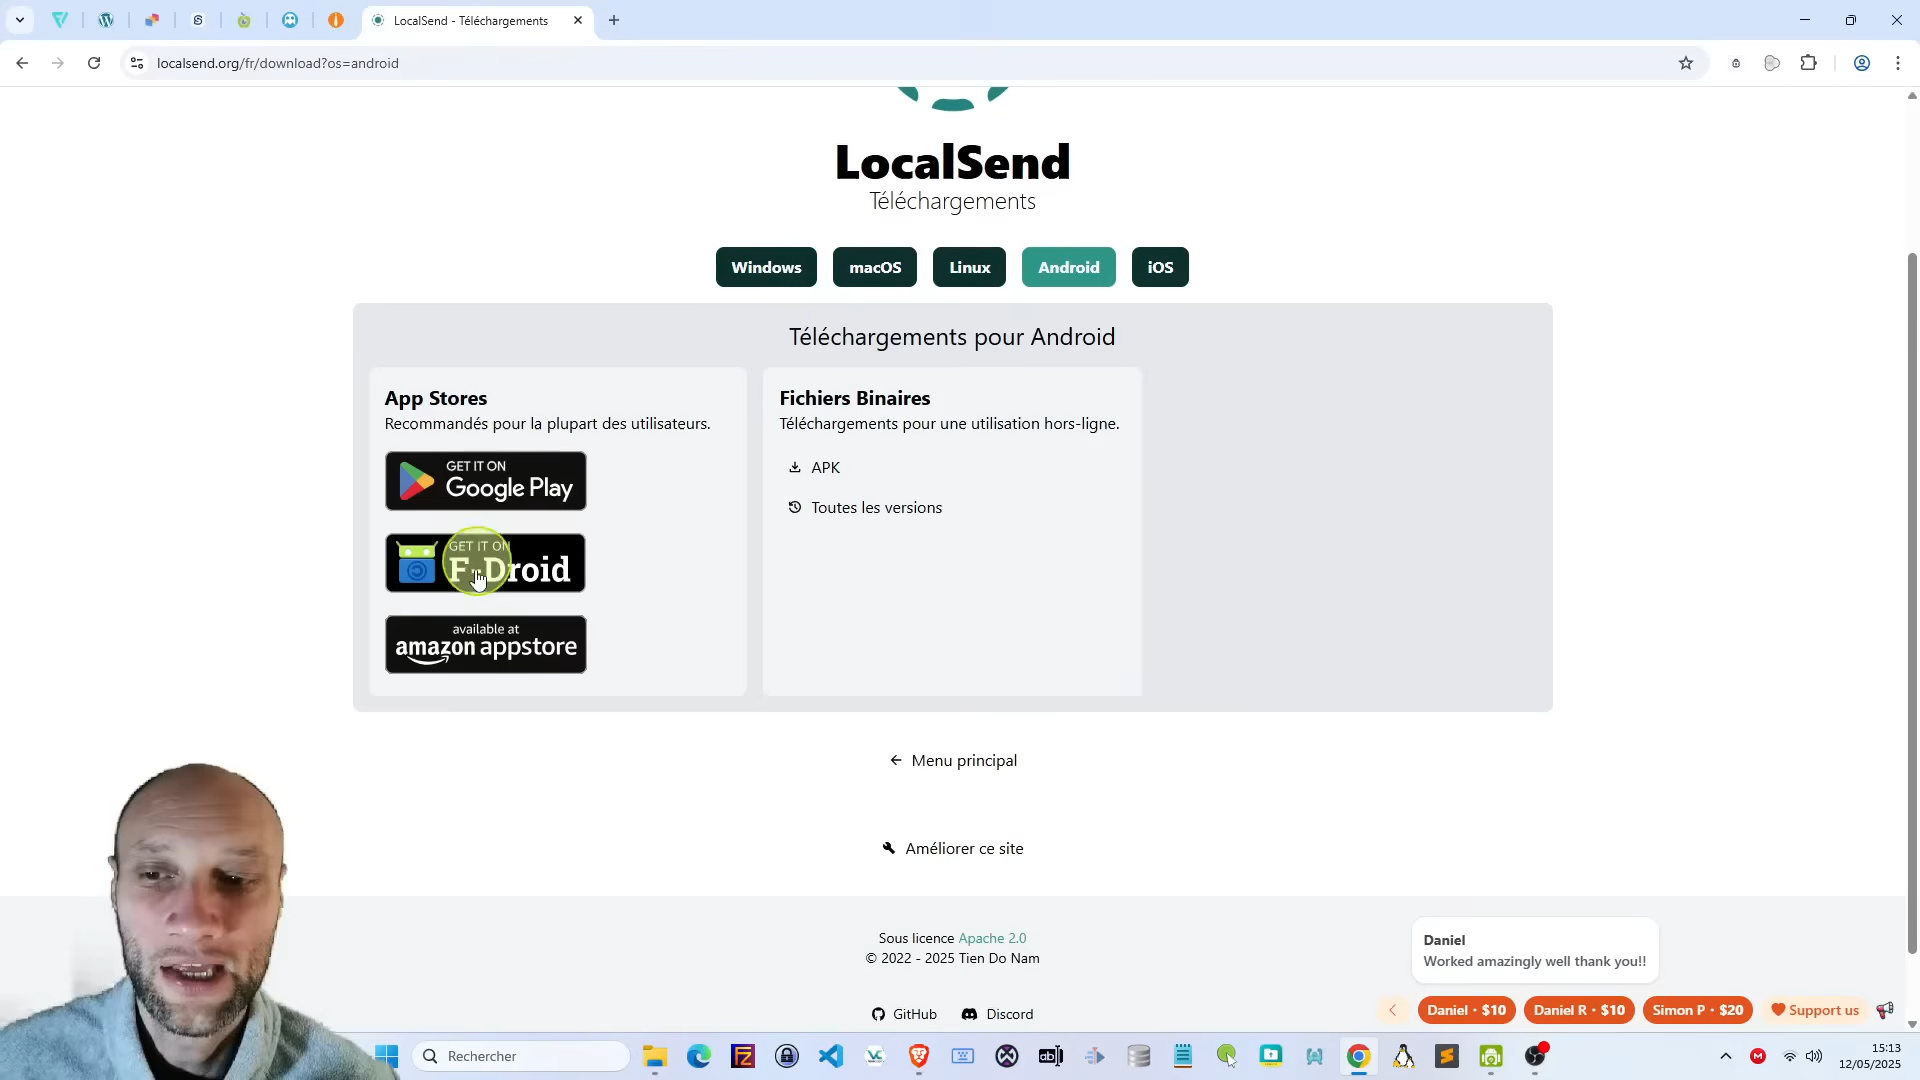 LocalSend - Téléchargements
localsend.org/fr/download?os=android
LocalSend
Téléchargements
Windows
macOS
Linux
Android
iOS
Téléchargements pour Android
App Stores
Recommandés pour la plupart des utilisateurs.
GET IT ON
Google Play
GET IT ON
F-Droid
available at
amazon appstore
Fichiers Binaires
Téléchargements pour une utilisation hors-ligne.
APK
Toutes les versions
Menu principal
Améliorer ce site
Sous licence Apache 2.0
© 2022 - 2025 Tien Do Nam
GitHub
Discord
Daniel
Worked amazingly well thank you!!
Daniel · $10
Daniel R · $10
Simon P · $20
Support us
Rechercher
15:13
12/05/2025